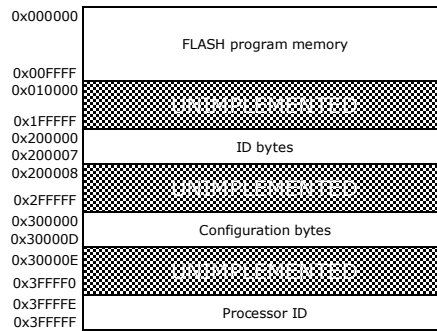 0x000000
FLASH program memory
0x00FFFF
0x010000
UNIMPLEMENTED
0x1FFFFF
0x200000
ID bytes
0x200007
0x200008
UNIMPLEMENTED
0x2FFFFF
0x300000
Configuration bytes
0x30000D
0x30000E
UNIMPLEMENTED
0x3FFFF0
0x3FFFFE
Processor ID
0x3FFFFF